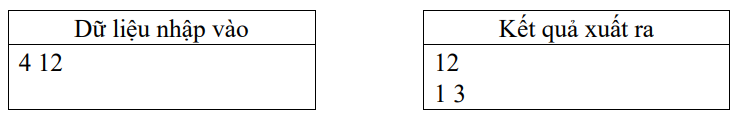 Dữ liệu nhập vào
4 12
Kết quả xuất ra
12
1 3